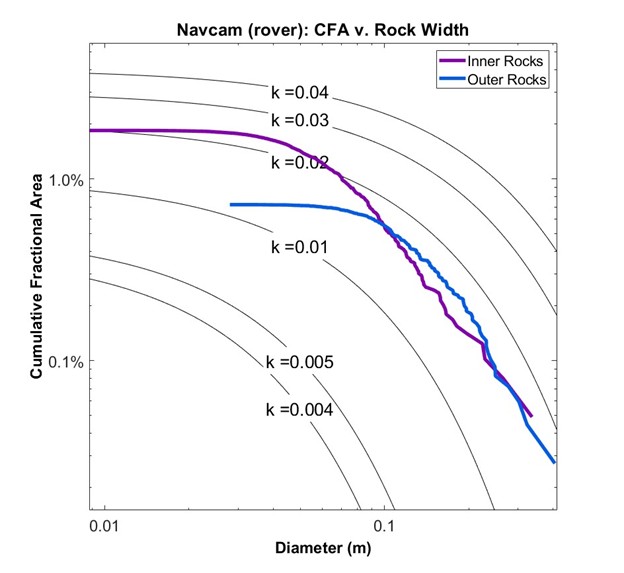 Navcam (rover): CFA v. Rock Width
Inner Rocks
Outer Rocks
k =0.04
k =0.03
k =0.02
k =0.01
k =0.005
k =0.004
1.0%
0.1%
Cumulative Fractional Area
0.01
0.1
Diameter (m)